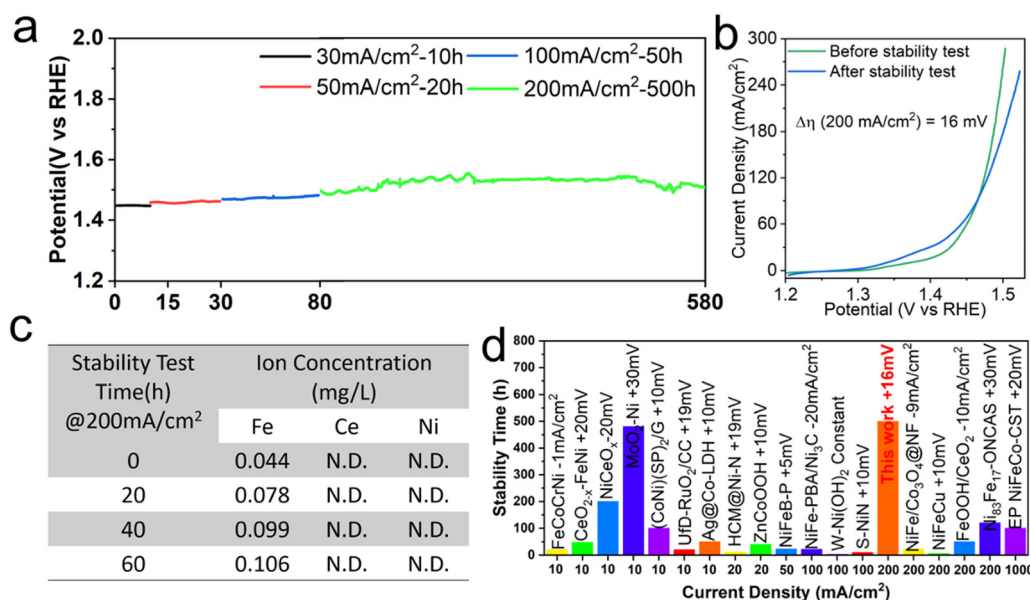 a
Potential(V vs RHE)
2.0
1.8
1.6
1.4
1.2
30mA/cm²-10h
100mA/cm²-50h
50mA/cm²-20h
200mA/cm²-500h
0 15 30 80 580
b
Current Density (mA/cm²)
300
240
180
120
60
0
Before stability test
After stability test
Δη (200 mA/cm²) = 16 mV
1.2 1.3 1.4 1.5
Potential (V vs RHE)
c
Stability Test Time(h) @200mA/cm²
Ion Concentration (mg/L)
Fe Ce Ni
0 0.044 N.D. N.D.
20 0.078 N.D. N.D.
40 0.099 N.D. N.D.
60 0.106 N.D. N.D.
d
Stability Time (h)
800
700
600
500
400
300
200
100
0
FeCoCrNi -1mA/cm²
CeO₂₋ₓ-FeNi +20mV
NiCeOₓ-20mV
MoO₂-Ni +30mV
(CoNi)(SP)₂/G +10mV
UfD-RuO₂/CC +19mV
Ag@Co-LDH +10mV
HCM@Ni-N +19mV
ZnCoOOH +10mV
NiFeB-P +5mV
NiFe-PBA/Ni₃C -20mA/cm²
W-Ni(OH)₂ Constant
S-NiN +10mV
This work +16mV
NiFe/Co₃O₄@NF -9mA/cm²
NiFeCu +10mV
FeOOH/CeO₂ -10mA/cm²
Ni₈₃Fe₁₇-ONCAS +30mV
EP NiFeCo-CST +20mV
10 10 10 10 10 10 10 20 20 50 100 100 100 200 200 200 200 200 1000
Current Density (mA/cm²)